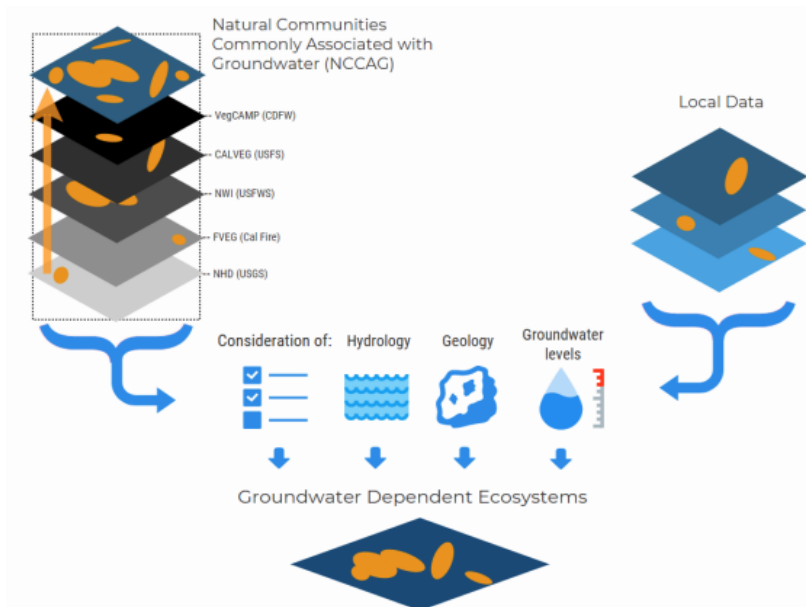 Natural Communities
Commonly Associated with
Groundwater (NCCAG)
VegCAMP (CDFW)
CALVEG (USFS)
NWI (USFWS)
FVEG (Cal Fire)
NHD (USGS)
Local Data
Consideration of:
Hydrology
Geology
Groundwater
levels
Groundwater Dependent Ecosystems